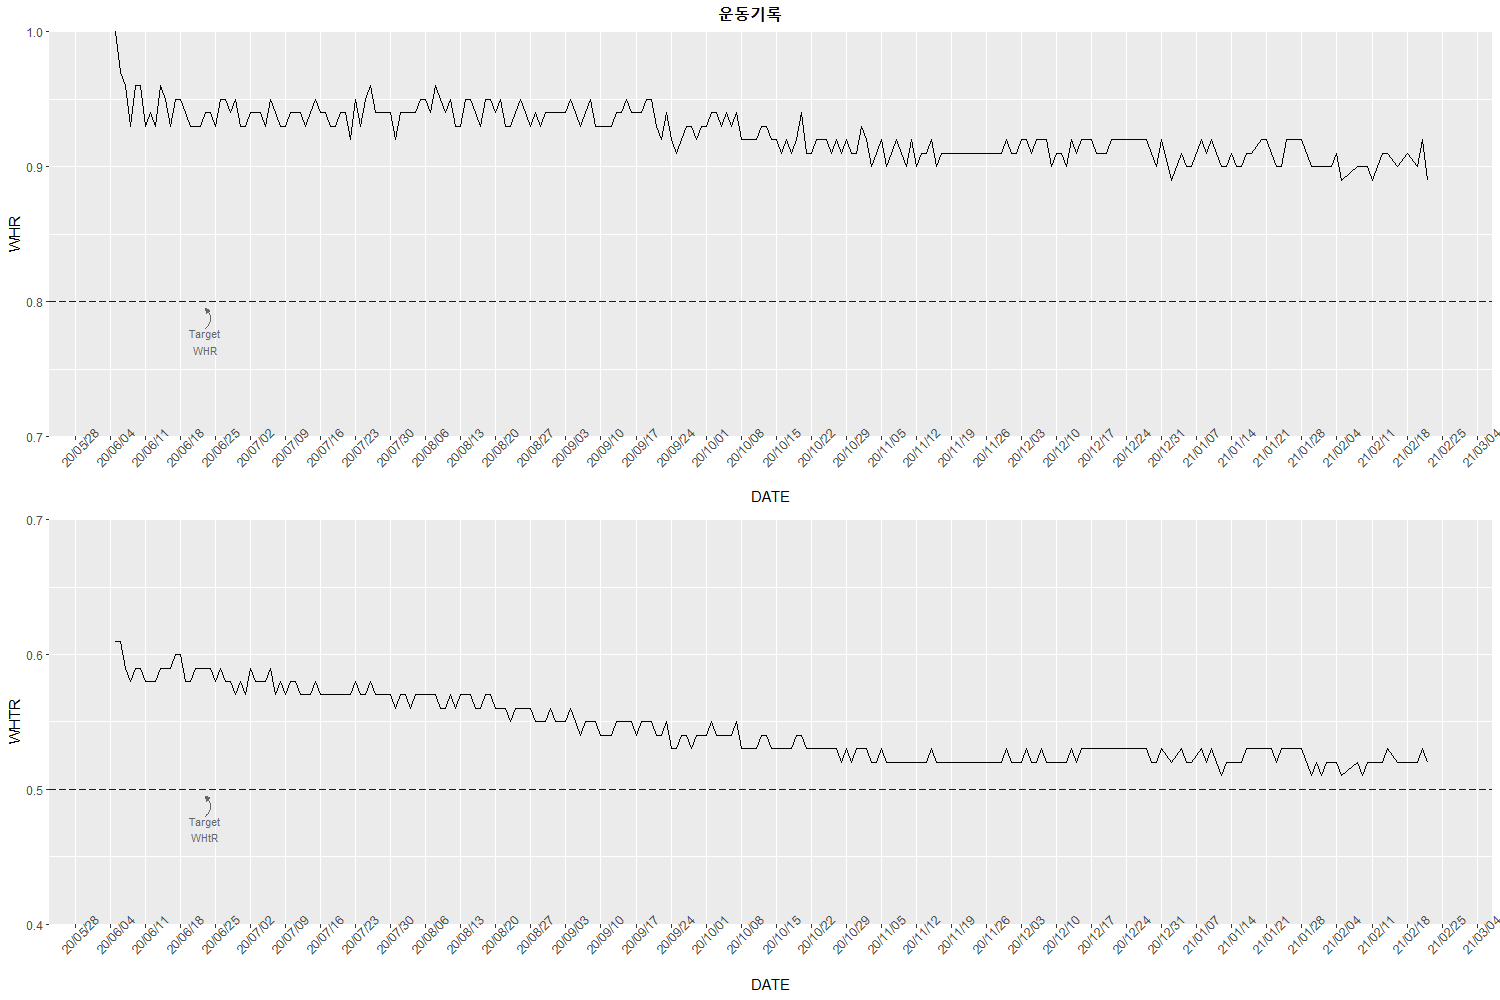 운동기록
1.0
0.9
WHR
0.8
Target
WHR
0.7
20/05/28 20/06/04 20/06/11 20/06/18 20/06/25 20/07/02 20/07/09 20/07/16 20/07/23 20/07/30 20/08/06 20/08/13 20/08/20 20/08/27 20/09/03 20/09/10 20/09/17 20/09/24 20/10/01 20/10/08 20/10/15 20/10/22 20/10/29 20/11/05 20/11/12 20/11/19 20/11/26 20/12/03 20/12/10 20/12/17 20/12/24 20/12/31 21/01/07 21/01/14 21/01/21 21/01/28 21/02/04 21/02/11 21/02/18 21/02/25 21/03/04
DATE
0.7
0.6
WHTR
0.5
Target
WHtR
0.4
20/05/28 20/06/04 20/06/11 20/06/18 20/06/25 20/07/02 20/07/09 20/07/16 20/07/23 20/07/30 20/08/06 20/08/13 20/08/20 20/08/27 20/09/03 20/09/10 20/09/17 20/09/24 20/10/01 20/10/08 20/10/15 20/10/22 20/10/29 20/11/05 20/11/12 20/11/19 20/11/26 20/12/03 20/12/10 20/12/17 20/12/24 20/12/31 21/01/07 21/01/14 21/01/21 21/01/28 21/02/04 21/02/11 21/02/18 21/02/25 21/03/04
DATE